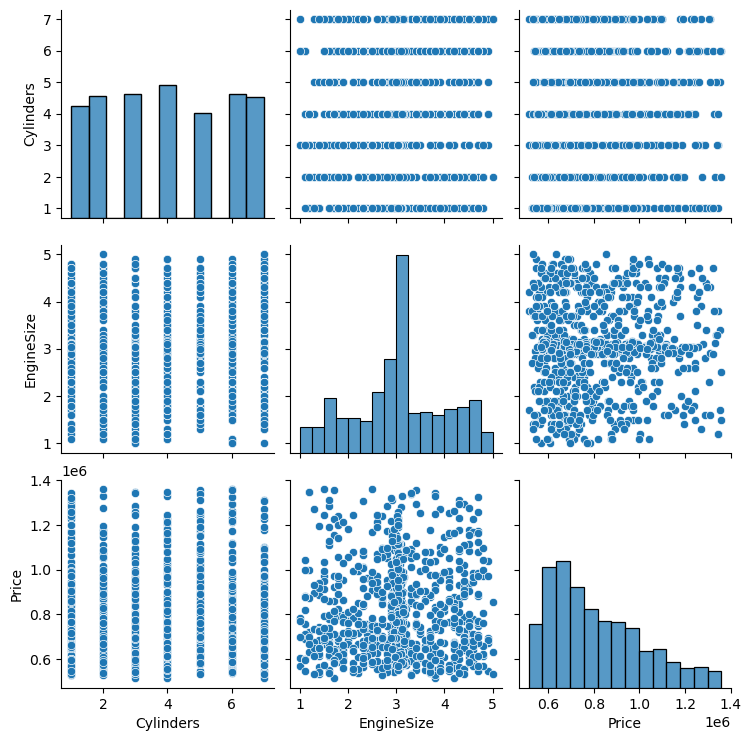 7
6
5
4
3
2
1
Cylinders
5
4
3
2
1
EngineSize
1e6
1.4
1.2
1.0
0.8
0.6
Price
2 4 6
Cylinders
1 2 3 4 5
EngineSize
0.6 0.8 1.0 1.2 1.4
Price
1e6